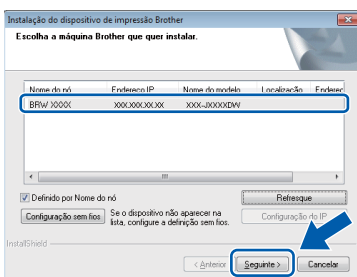 Instalação do dispositivo de impressão Brother
Escolha a máquina Brother que quer instalar.
Nome do nó Endereço IP Nome do modelo Localização Enderec
BRW XXXX XXX.XXX.XX.XX XXX-JXXXXDW
Definido por Nome do nó
Refresque
Configuração sem fios
Se o dispositivo não aparecer na
lista, configure a definição sem fios.
Configuração do IP
InstallShield
< Anterior Seguinte > Cancelar